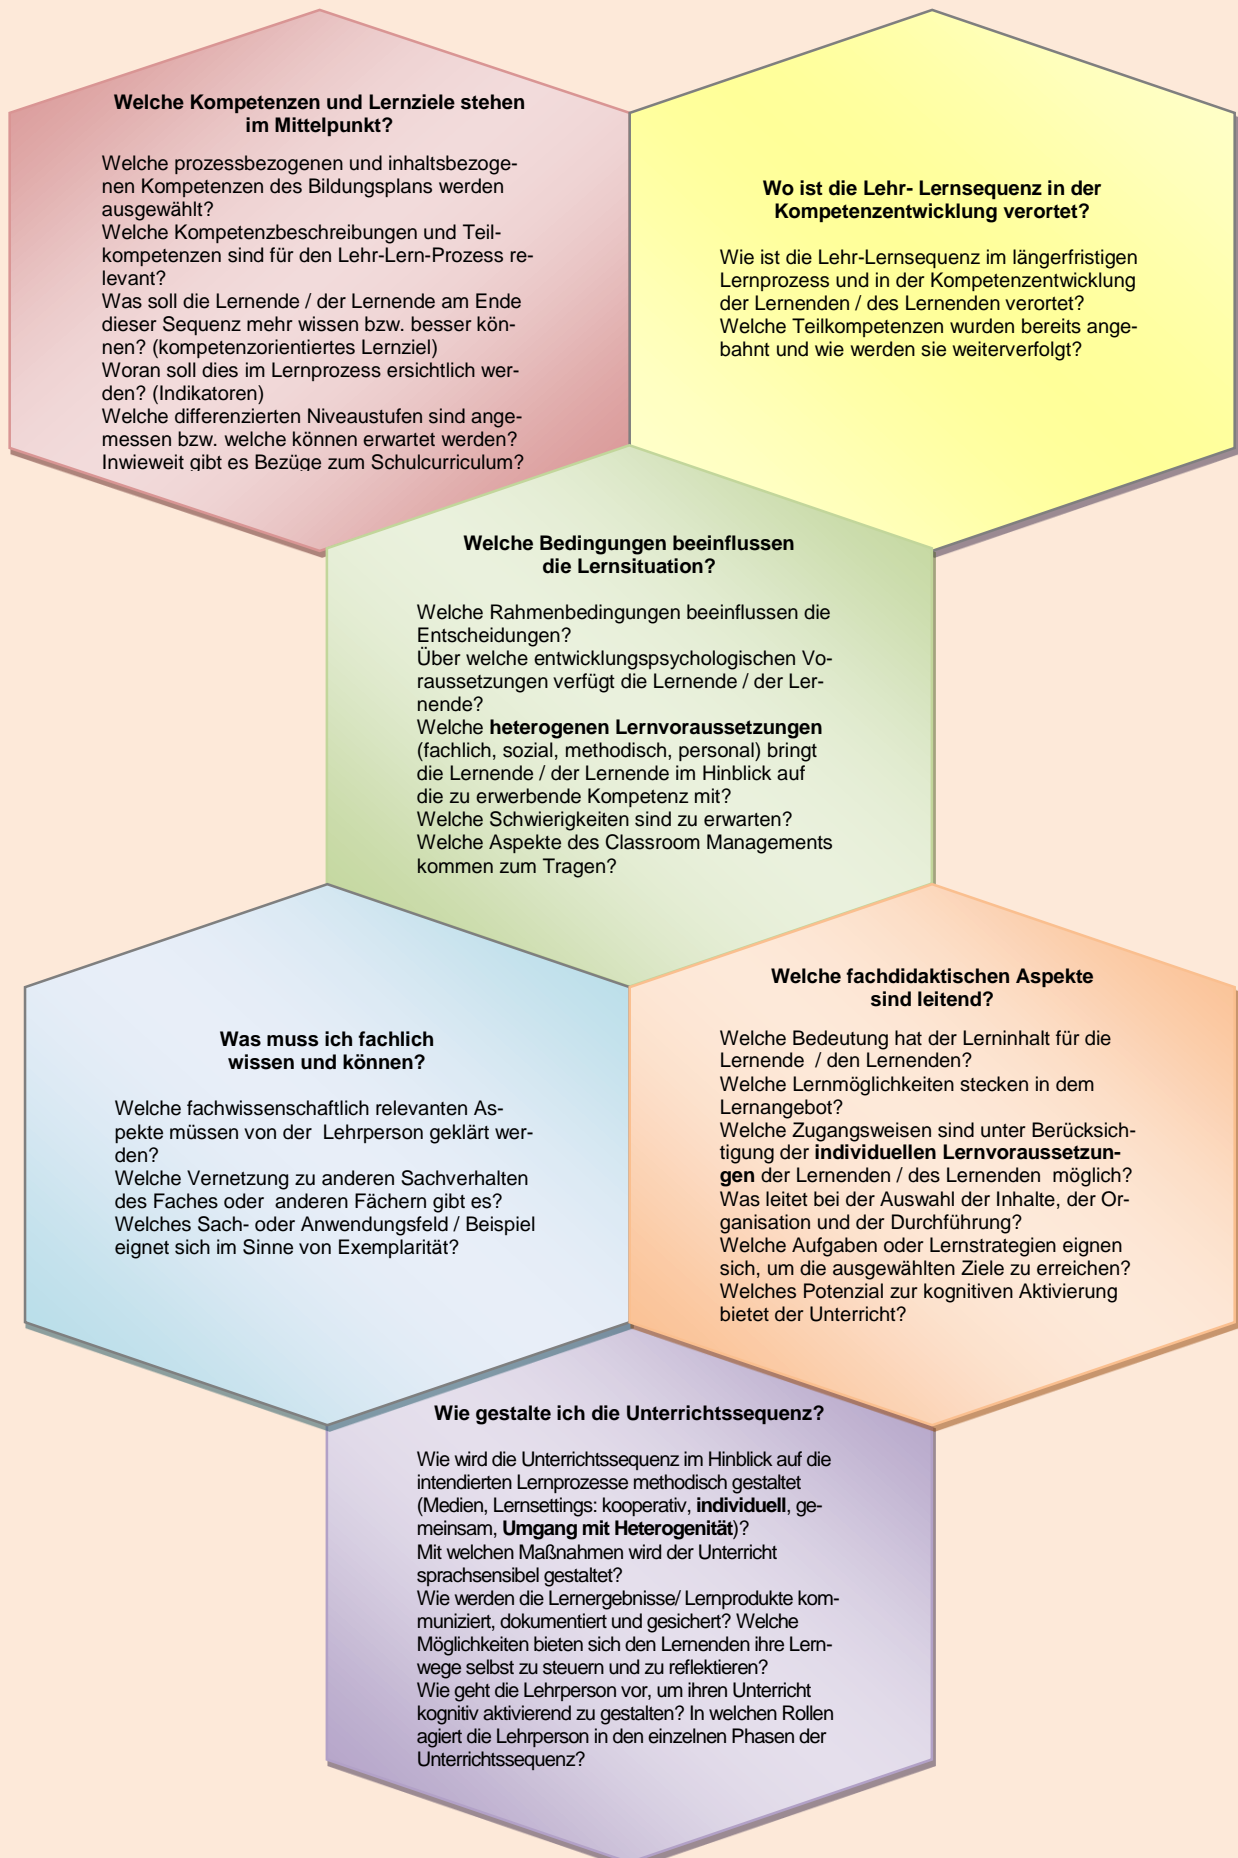 Welche Kompetenzen und Lernziele stehen
im Mittelpunkt?
Welche prozessbezogenen und inhaltsbezoge-
nen Kompetenzen des Bildungsplans werden
ausgewählt?
Welche Kompetenzbeschreibungen und Teil-
kompetenzen sind für den Lehr-Lern-Prozess re-
levant?
Was soll die Lernende / der Lernende am Ende
dieser Sequenz mehr wissen bzw. besser kön-
nen? (kompetenzorientiertes Lernziel)
Woran soll dies im Lernprozess ersichtlich wer-
den? (Indikatoren)
Welche differenzierten Niveaustufen sind ange-
messen bzw. welche können erwartet werden?
Inwieweit gibt es Bezüge zum Schulcurriculum?
Wo ist die Lehr- Lernsequenz in der
Kompetenzentwicklung verortet?
Wie ist die Lehr-Lernsequenz im längerfristigen
Lernprozess und in der Kompetenzentwicklung
der Lernenden / des Lernenden verortet?
Welche Teilkompetenzen wurden bereits ange-
bahnt und wie werden sie weiterverfolgt?
Welche Bedingungen beeinflussen
die Lernsituation?
Welche Rahmenbedingungen beeinflussen die
Entscheidungen?
Über welche entwicklungspsychologischen Vo-
raussetzungen verfügt die Lernende / der Ler-
nende?
Welche heterogenen Lernvoraussetzungen
(fachlich, sozial, methodisch, personal) bringt
die Lernende / der Lernende im Hinblick auf
die zu erwerbende Kompetenz mit?
Welche Schwierigkeiten sind zu erwarten?
Welche Aspekte des Classroom Managements
kommen zum Tragen?
Was muss ich fachlich
wissen und können?
Welche fachwissenschaftlich relevanten As-
pekte müssen von der Lehrperson geklärt wer-
den?
Welche Vernetzung zu anderen Sachverhalten
des Faches oder anderen Fächern gibt es?
Welches Sach- oder Anwendungsfeld / Beispiel
eignet sich im Sinne von Exemplarität?
Welche fachdidaktischen Aspekte
sind leitend?
Welche Bedeutung hat der Lerninhalt für die
Lernende / den Lernenden?
Welche Lernmöglichkeiten stecken in dem
Lernangebot?
Welche Zugangsweisen sind unter Berücksich-
tigung der individuellen Lernvoraussetzun-
gen der Lernenden / des Lernenden möglich?
Was leitet bei der Auswahl der Inhalte, der Or-
ganisation und der Durchführung?
Welche Aufgaben oder Lernstrategien eignen
sich, um die ausgewählten Ziele zu erreichen?
Welches Potenzial zur kognitiven Aktivierung
bietet der Unterricht?
Wie gestalte ich die Unterrichtssequenz?
Wie wird die Unterrichtssequenz im Hinblick auf die
intendierten Lernprozesse methodisch gestaltet
(Medien, Lernsettings: kooperativ, individuell, ge-
meinsam, Umgang mit Heterogenität)?
Mit welchen Maßnahmen wird der Unterricht
sprachsensibel gestaltet?
Wie werden die Lernergebnisse/ Lernprodukte kom-
muniziert, dokumentiert und gesichert? Welche
Möglichkeiten bieten sich den Lernenden ihre Lern-
wege selbst zu steuern und zu reflektieren?
Wie geht die Lehrperson vor, um ihren Unterricht
kognitiv aktivierend zu gestalten? In welchen Rollen
agiert die Lehrperson in den einzelnen Phasen der
Unterrichtssequenz?